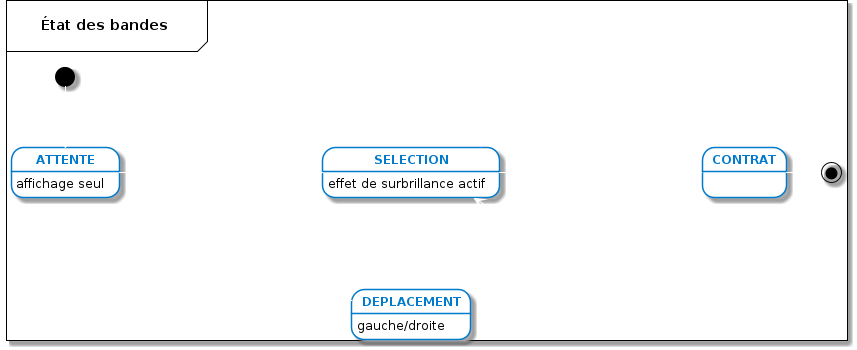 État des bandes
ATTENTE
affichage seul
SELECTION
effet de surbrillance actif
CONTRAT
DEPLACEMENT
gauche/droite